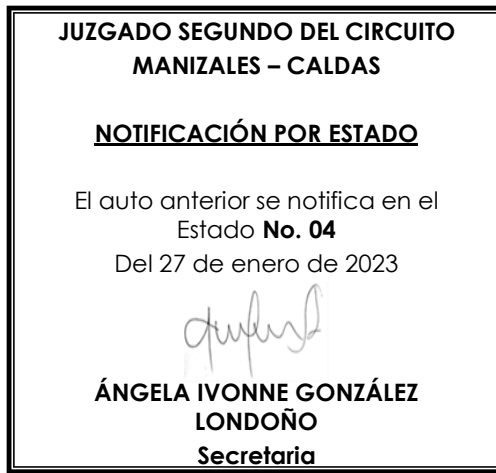 JUZGADO SEGUNDO DEL CIRCUITO
MANIZALES – CALDAS
NOTIFICACIÓN POR ESTADO
El auto anterior se notifica en el
Estado No. 04
Del 27 de enero de 2023
ÁNGELA IVONNE GONZÁLEZ
LONDOÑO
Secretaria